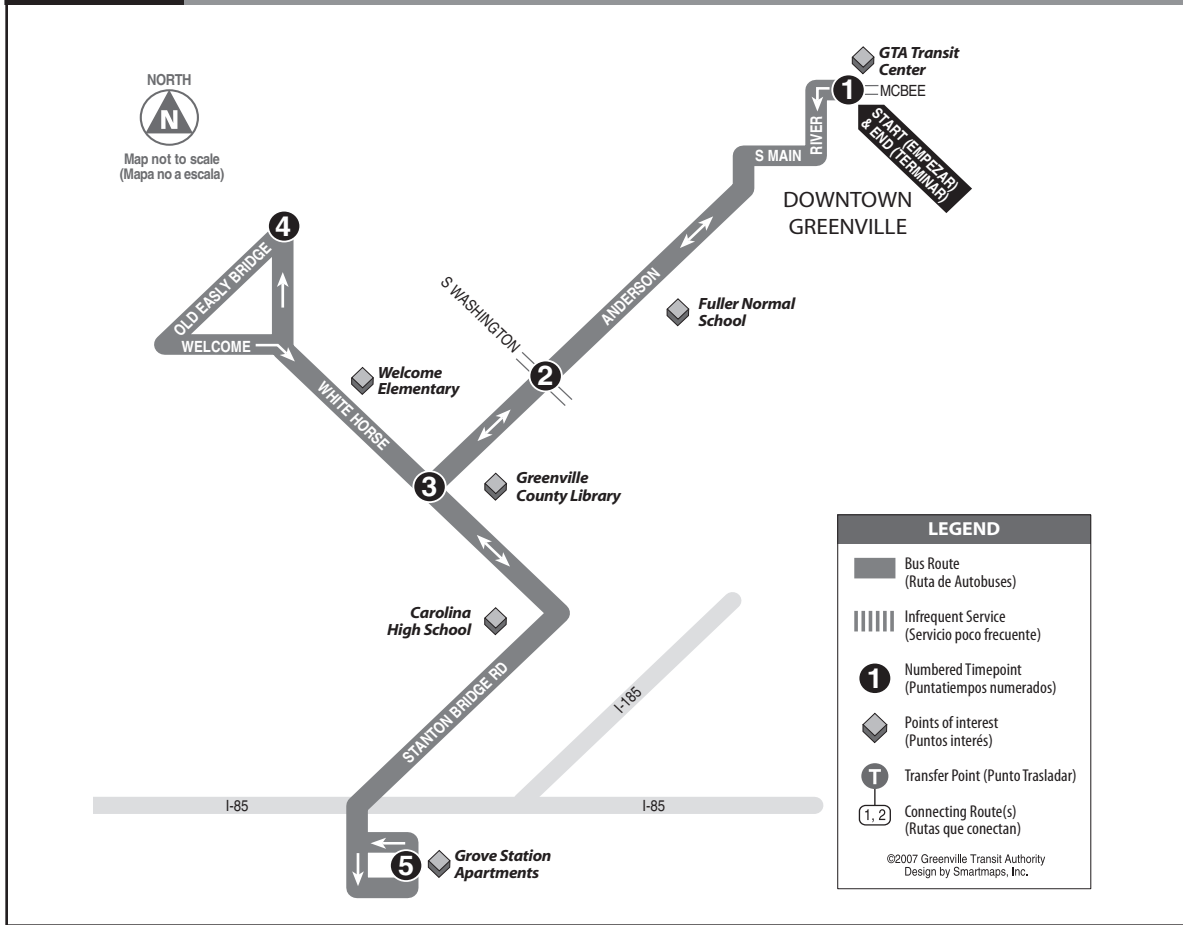 NORTH
N
Map not to scale
(Mapa no a escala)
GTA Transit
Center
1
MCBEE
START (EMPEZAR)
& END (TERMINAR)
RIVER
S MAIN
DOWNTOWN
GREENVILLE
4
OLD EASLY BRIDGE
WELCOME
S WASHINGTON
ANDERSON
Fuller Normal
School
2
Welcome
Elementary
WHITE HORSE
3
Greenville
County Library
Carolina
High School
STANTON BRIDGE RD
I-185
I-85
I-85
5
Grove Station
Apartments
LEGEND
Bus Route
(Ruta de Autobuses)
Infrequent Service
(Servicio poco frecuente)
1
Numbered Timepoint
(Puntatiempos numerados)
Points of interest
(Puntos interés)
T
Transfer Point (Punto Trasladar)
1, 2
Connecting Route(s)
(Rutas que conectan)
©2007 Greenville Transit Authority
Design by Smartmaps, Inc.